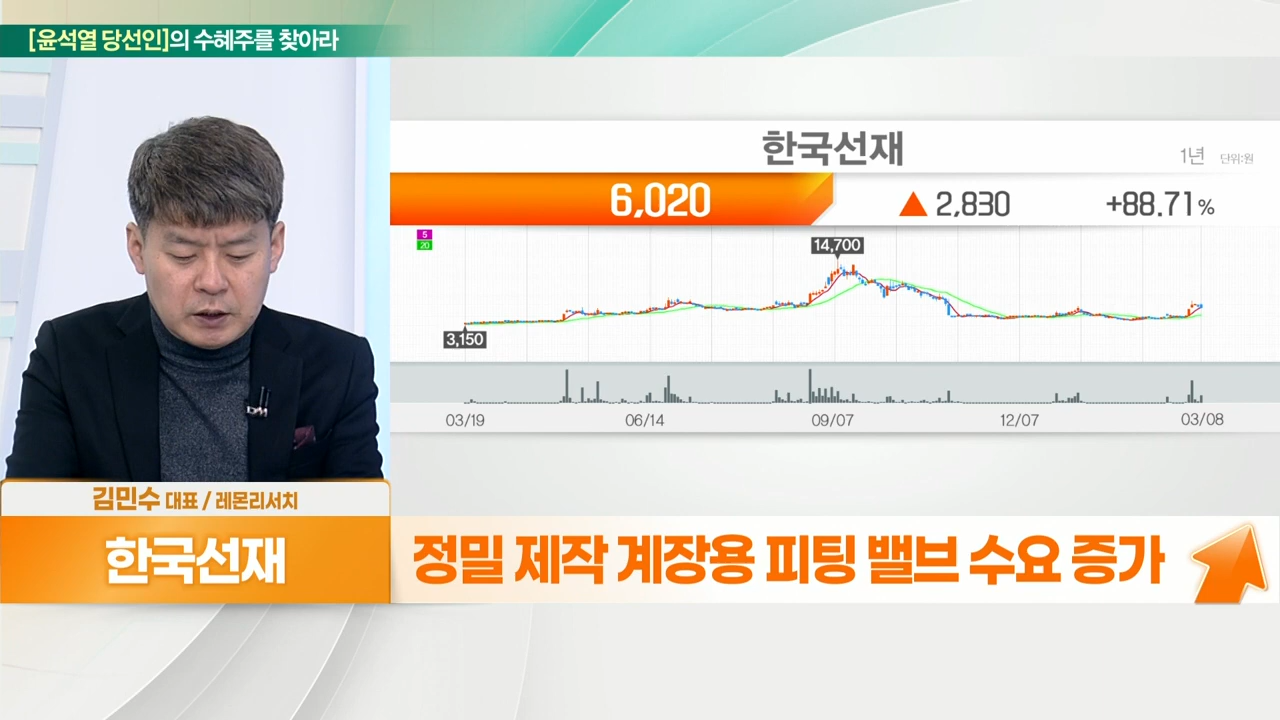 [윤석열 당선인]의 수혜주를 찾아라
한국선재
1년 단위:원
6,020 ▲ 2,830 +88.71%
5
20
14,700
3,150
03/19 06/14 09/07 12/07 03/08
김민수 대표 / 레몬리서치
한국선재
정밀 제작 계장용 피팅 밸브 수요 증가